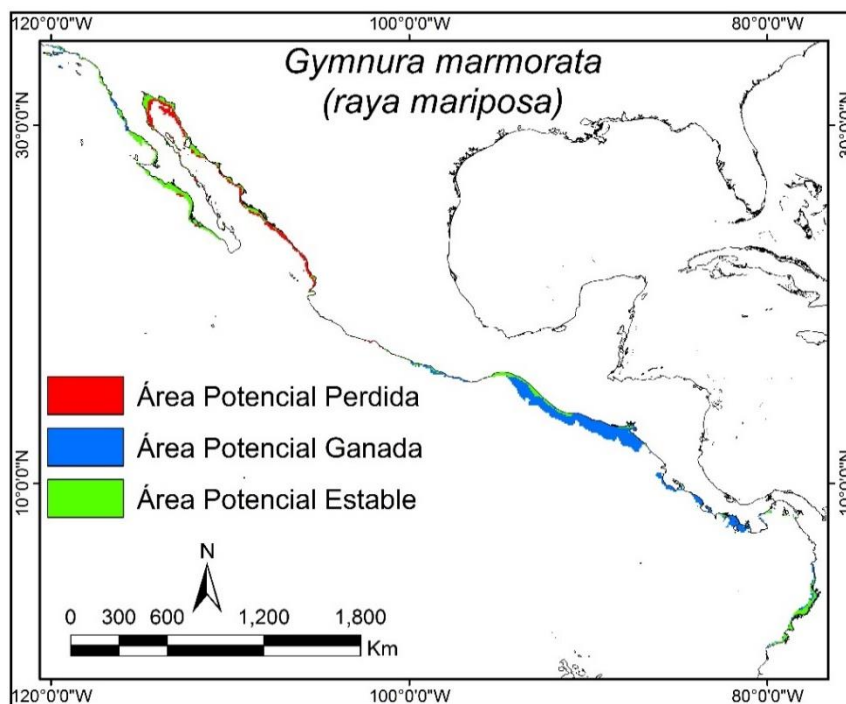 120°0'0"W 100°0'0"W 80°0'0"W
Gymnura marmorata
(raya mariposa)
30°0'0"N 30°0'0"N
Área Potencial Perdida
Área Potencial Ganada
Área Potencial Estable
10°0'0"N 10°0'0"N
N
0 300 600 1,200 1,800
Km
120°0'0"W 100°0'0"W 80°0'0"W